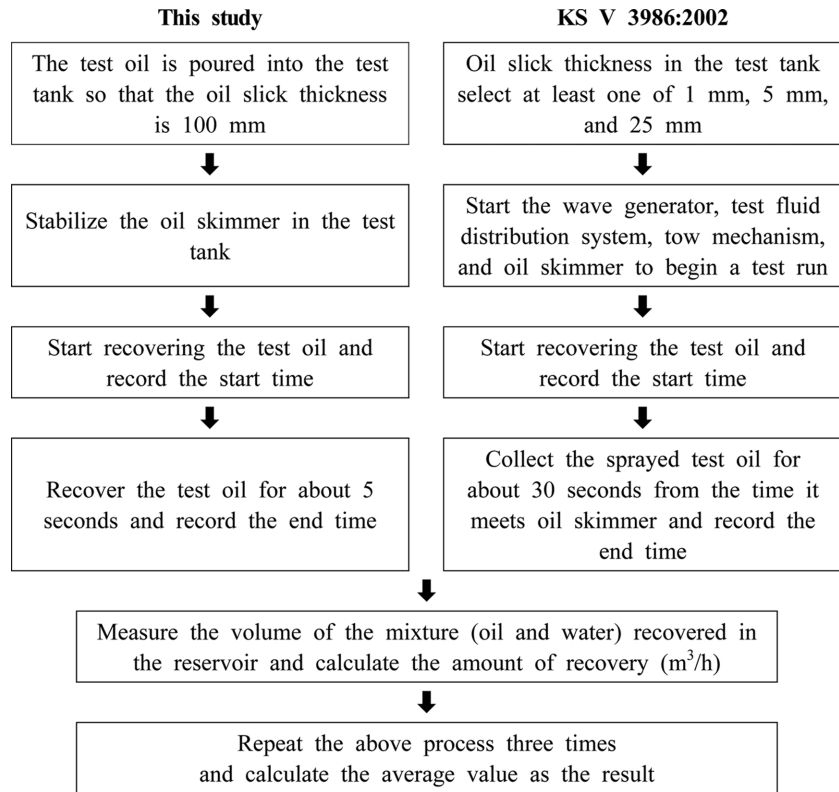 This study
The test oil is poured into the test
tank so that the oil slick thickness
is 100 mm
Stabilize the oil skimmer in the test
tank
Start recovering the test oil and
record the start time
Recover the test oil for about 5
seconds and record the end time
KS V 3986:2002
Oil slick thickness in the test tank
select at least one of 1 mm, 5 mm,
and 25 mm
Start the wave generator, test fluid
distribution system, tow mechanism,
and oil skimmer to begin a test run
Start recovering the test oil and
record the start time
Collect the sprayed test oil for
about 30 seconds from the time it
meets oil skimmer and record the
end time
Measure the volume of the mixture (oil and water) recovered in
the reservoir and calculate the amount of recovery (m³/h)
Repeat the above process three times
and calculate the average value as the result